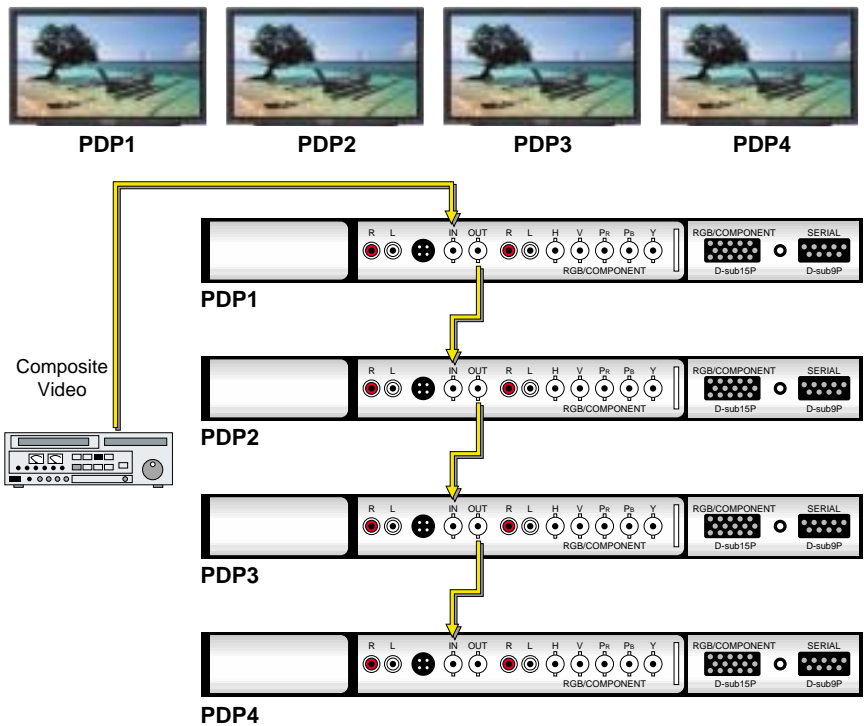 PDP1 PDP2 PDP3 PDP4
R L IN OUT R L H V PR PB Y RGB/COMPONENT SERIAL
RGB/COMPONENT D-sub15P D-sub9P
PDP1
Composite
Video
R L IN OUT R L H V PR PB Y RGB/COMPONENT SERIAL
RGB/COMPONENT D-sub15P D-sub9P
PDP2
R L IN OUT R L H V PR PB Y RGB/COMPONENT SERIAL
RGB/COMPONENT D-sub15P D-sub9P
PDP3
R L IN OUT R L H V PR PB Y RGB/COMPONENT SERIAL
RGB/COMPONENT D-sub15P D-sub9P
PDP4